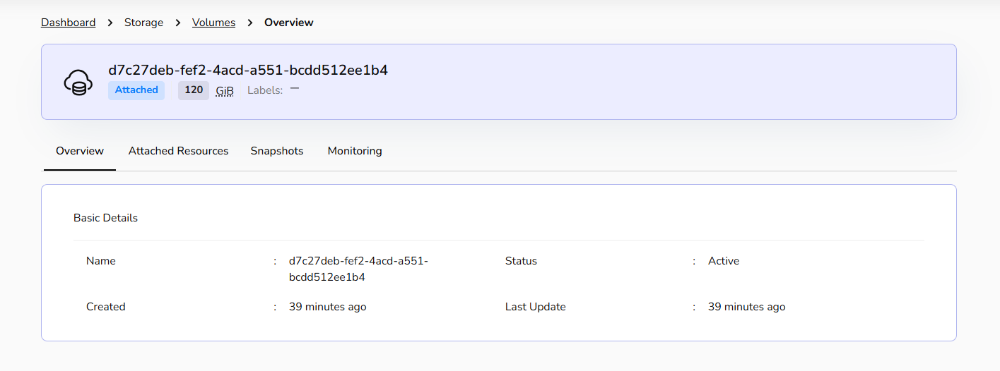 Dashboard > Storage > Volumes > Overview
d7c27deb-fef2-4acd-a551-bcdd512ee1b4
Attached 120 GiB Labels: —
Overview Attached Resources Snapshots Monitoring
Basic Details
Name : d7c27deb-fef2-4acd-a551-
bcdd512ee1b4
Status : Active
Created : 39 minutes ago
Last Update : 39 minutes ago